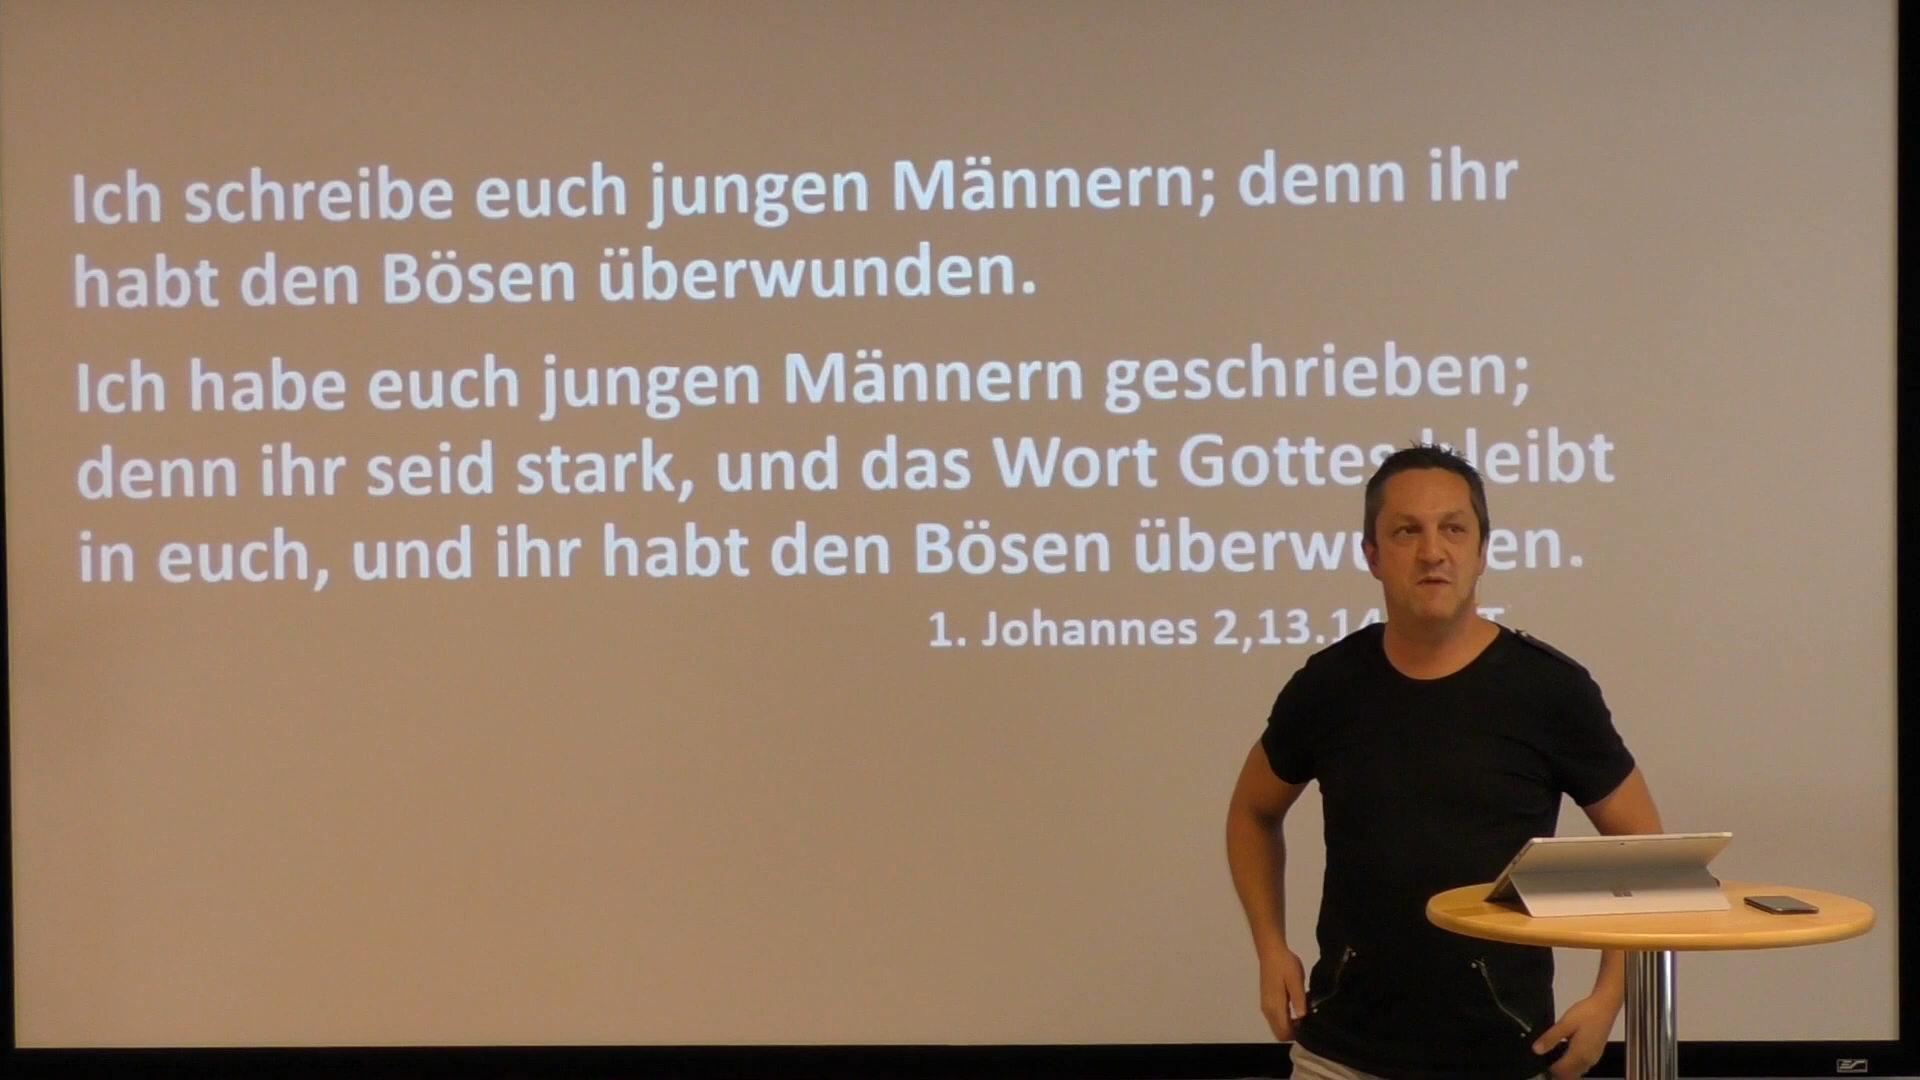 Ich schreibe euch jungen Männern; denn ihr
habt den Bösen überwunden.
Ich habe euch jungen Männern geschrieben;
denn ihr seid stark, und das Wort Gottes bleibt
in euch, und ihr habt den Bösen überwunden.
1. Johannes 2,13.14